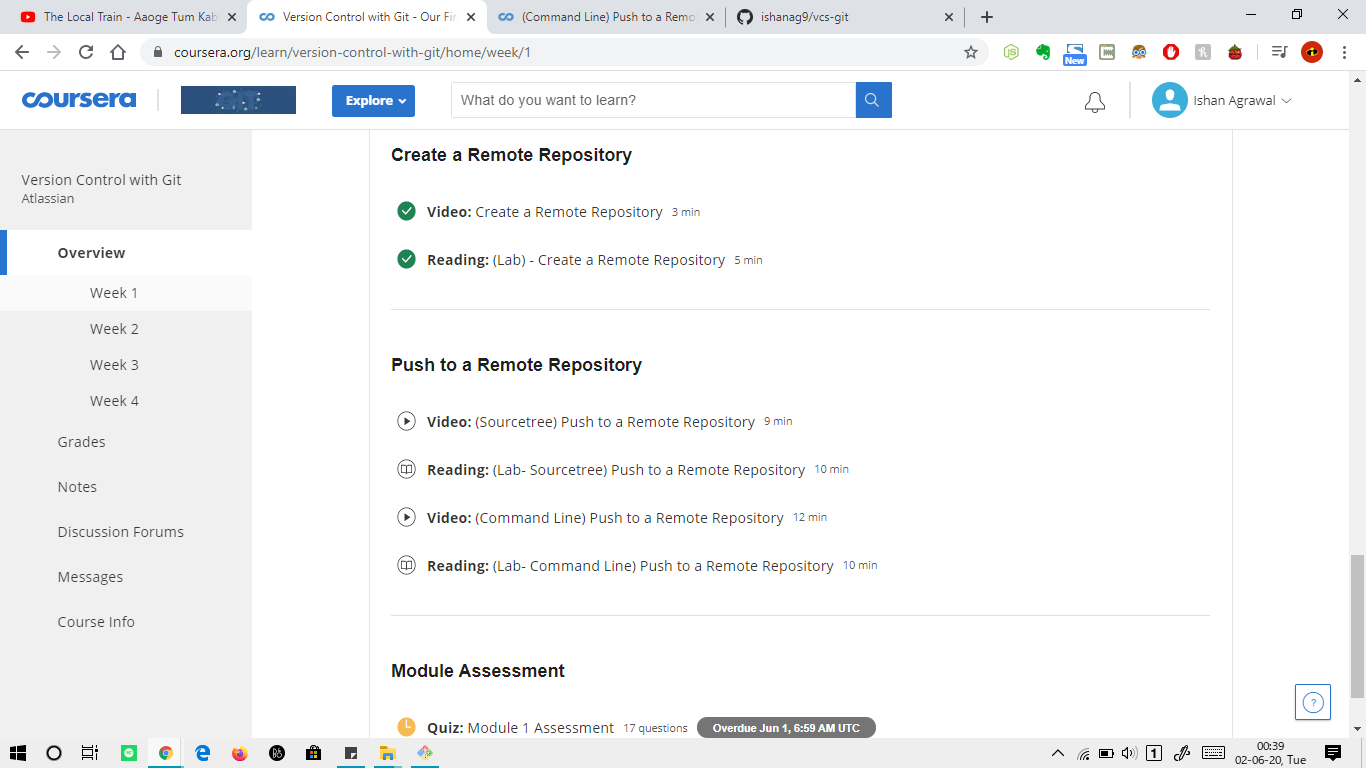 The Local Train - Aaoge Tum Kab
Version Control with Git - Our Fir
(Command Line) Push to a Remo
ishanag9/vcs-git
coursera.org/learn/version-control-with-git/home/week/1
New
coursera
Explore
What do you want to learn?
Ishan Agrawal
Version Control with Git
Atlassian
Overview
Week 1
Week 2
Week 3
Week 4
Grades
Notes
Discussion Forums
Messages
Course Info
Create a Remote Repository
Video: Create a Remote Repository 3 min
Reading: (Lab) - Create a Remote Repository 5 min
Push to a Remote Repository
Video: (Sourcetree) Push to a Remote Repository 9 min
Reading: (Lab- Sourcetree) Push to a Remote Repository 10 min
Video: (Command Line) Push to a Remote Repository 12 min
Reading: (Lab- Command Line) Push to a Remote Repository 10 min
Module Assessment
Quiz: Module 1 Assessment 17 questions Overdue Jun 1, 6:59 AM UTC
?
1
00:39
02-06-20, Tue